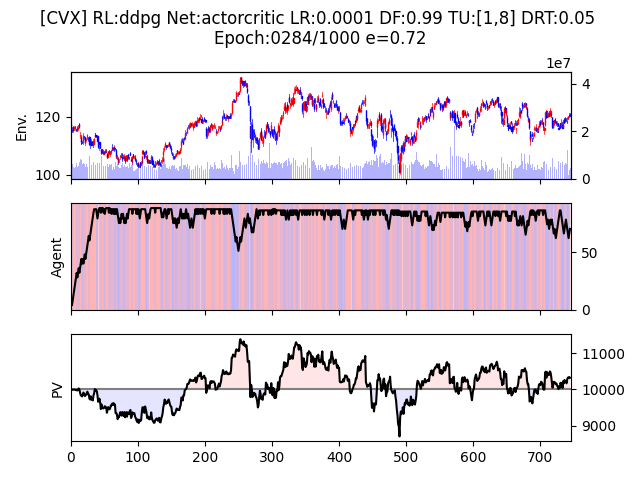 [CVX] RL:ddpg Net:actorcritic LR:0.0001 DF:0.99 TU:[1,8] DRT:0.05
Epoch:0284/1000 e=0.72
1e7
Env.
120
100
4
2
0
Agent
50
0
PV
11000
10000
9000
0 100 200 300 400 500 600 700